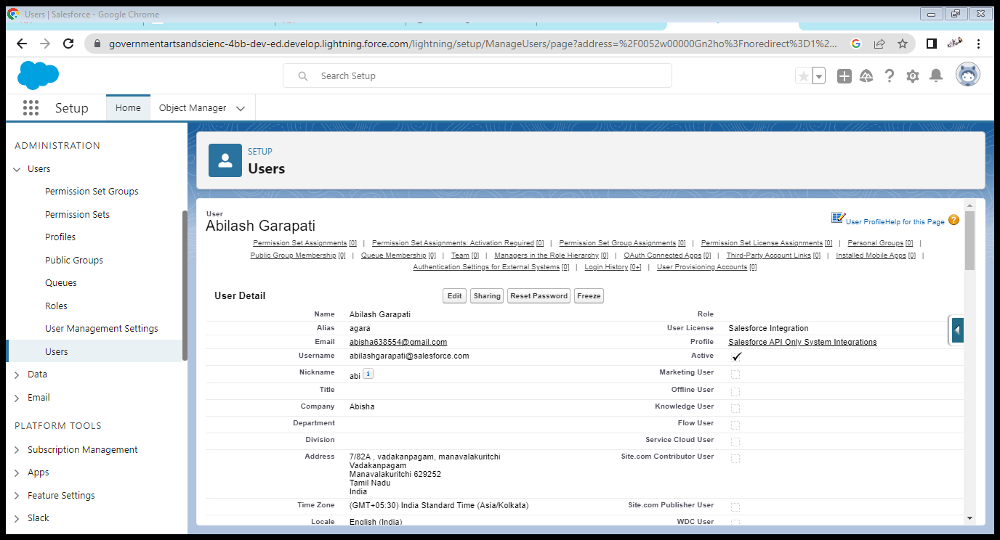 Users | Salesforce - Google Chrome
governmentartsandscienc-4bb-dev-ed.develop.lightning.force.com/lightning/setup/ManageUsers/page?address=%2F0052w00000Gn2ho%3Fnoredirect%3D1%2...
Search Setup
Setup Home Object Manager
ADMINISTRATION
Users
Permission Set Groups
Permission Sets
Profiles
Public Groups
Queues
Roles
User Management Settings
Users
Data
Email
PLATFORM TOOLS
Subscription Management
Apps
Feature Settings
Slack
SETUP
Users
User
Abilash Garapati
User ProfileHelp for this Page ?
Permission Set Assignments [0] | Permission Set Assignments: Activation Required [0] | Permission Set Group Assignments [0] | Permission Set License Assignments [0] | Personal Groups [0] |
Public Group Membership [0] | Queue Membership [0] | Team [0] | Managers in the Role Hierarchy [0] | OAuth Connected Apps [0] | Third-Party Account Links [0] | Installed Mobile Apps [0] |
Authentication Settings for External Systems [0] | Login History [0+] | User Provisioning Accounts [0]
User Detail Edit Sharing Reset Password Freeze
Name Abilash Garapati Role
Alias agara User License Salesforce Integration
Email abisha638554@gmail.com Profile Salesforce API Only System Integrations
Username abilashgarapati@salesforce.com Active
Nickname abi i Marketing User
Title Offline User
Company Abisha Knowledge User
Department Flow User
Division Service Cloud User
Address 7/82A , vadakanpagam, manavalakuritchi Site.com Contributor User
Vadakanpagam
Manavalakuritchi 629252
Tamil Nadu
India
Time Zone (GMT+05:30) India Standard Time (Asia/Kolkata) Site.com Publisher User
Locale English (India) WDC User